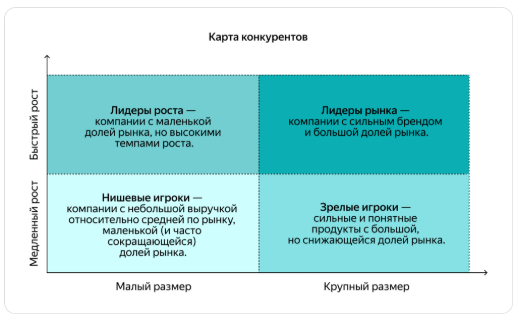 Карта конкурентов
Быстрый рост
Лидеры роста —
компании с маленькой
долей рынка, но высокими
темпами роста.
Лидеры рынка —
компании с сильным брендом
и большой долей рынка.
Медленный рост
Нишевые игроки —
компании с небольшой выручкой
относительно средней по рынку,
маленькой (и часто
сокращающейся)
долей рынка.
Зрелые игроки —
сильные и понятные
продукты с большой,
но снижающейся долей рынка.
Малый размер
Крупный размер